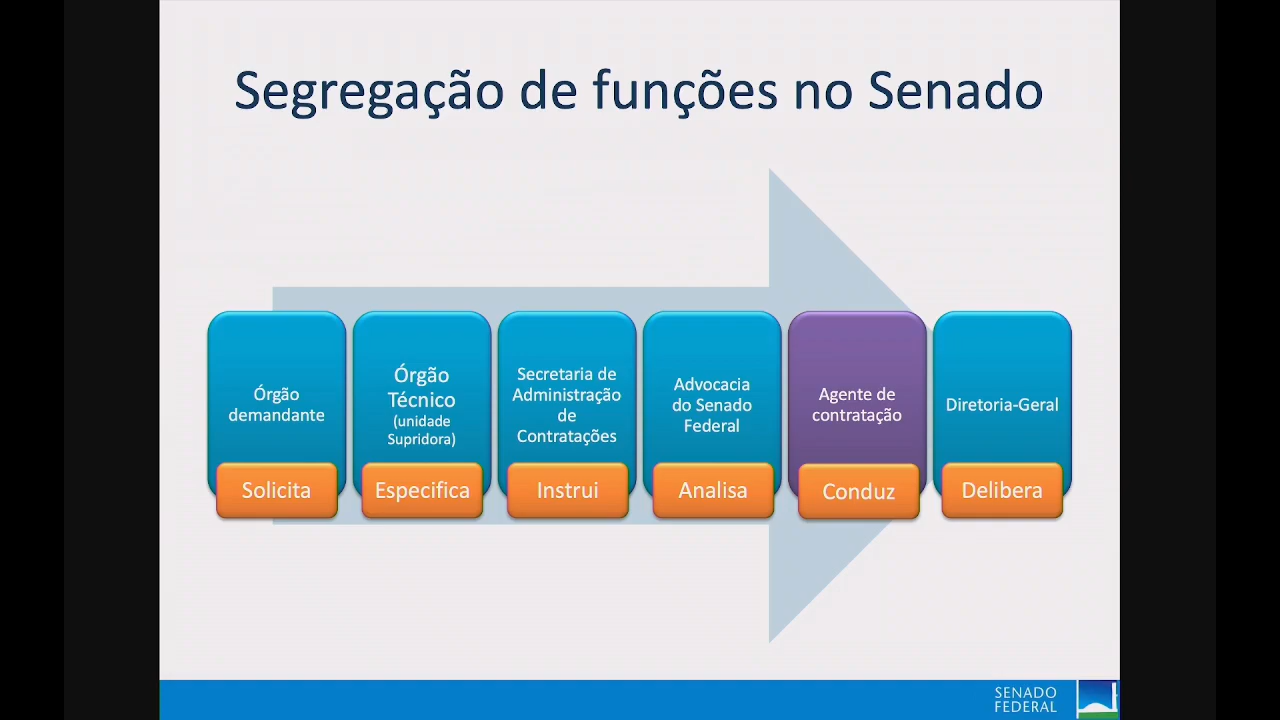 Segregação de funções no Senado
Órgão
demandante
Solicita
Órgão
Técnico
(unidade
Supridora)
Especifica
Secretaria de
Administração
de
Contratações
Instrui
Advocacia
do Senado
Federal
Analisa
Agente de
contratação
Conduz
Diretoria-Geral
Delibera
SENADO
FEDERAL